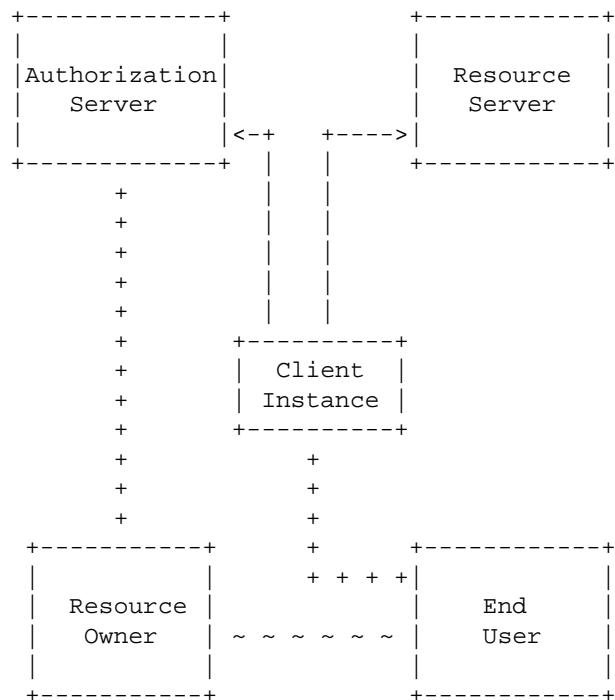 Authorization
Server
Resource
Server
Client
Instance
Resource
Owner
End
User